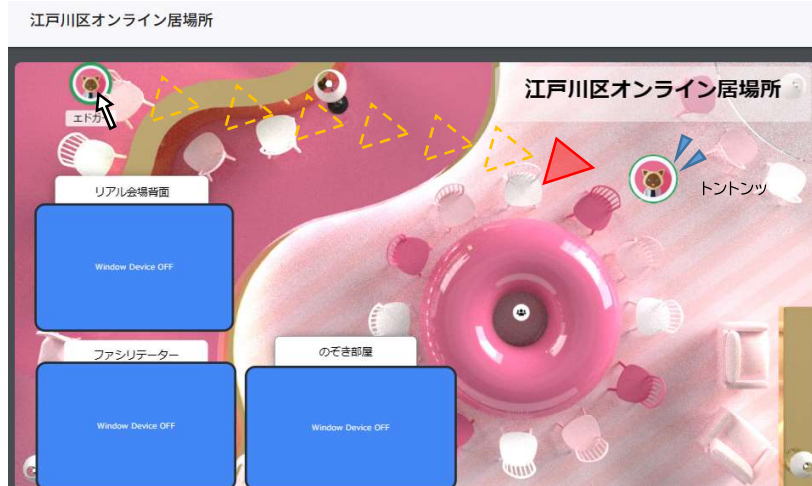 江戸川区オンライン居場所
江戸川区オンライン居場所
トントンッ
リアル会場背面
Window Device OFF
ファシリテーター
のぞき部屋
Window Device OFF
Window Device OFF